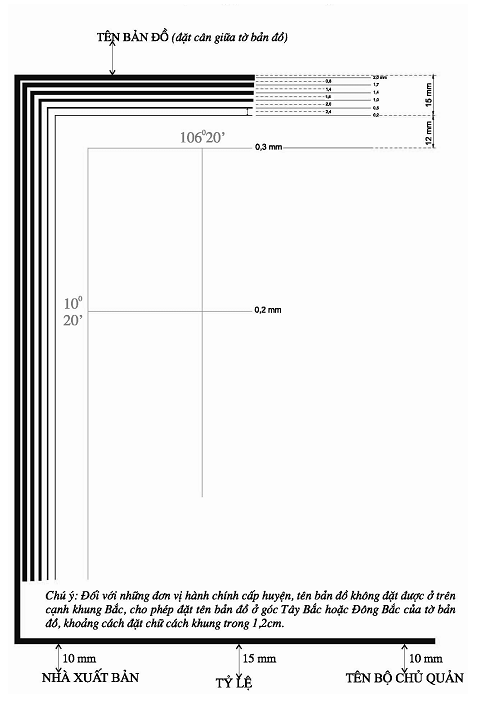 TÊN BẢN ĐỒ (đặt cân giữa tờ bản đồ)
2,0 mm
0,8
1,7
1,4
1,4
1,6
1,0
2,0
0,5
2,4
0,2
15 mm
12 mm
106⁰20’
0,3 mm
10⁰
20’
0,2 mm
Chú ý: Đối với những đơn vị hành chính cấp huyện, tên bản đồ không đặt được ở trên
cạnh khung Bắc, cho phép đặt tên bản đồ ở góc Tây Bắc hoặc Đông Bắc của tờ bản
đồ, khoảng cách đặt chữ cách khung trong 1,2cm.
10 mm
15 mm
10 mm
NHÀ XUẤT BẢN
TỶ LỆ
TÊN BỘ CHỦ QUẢN